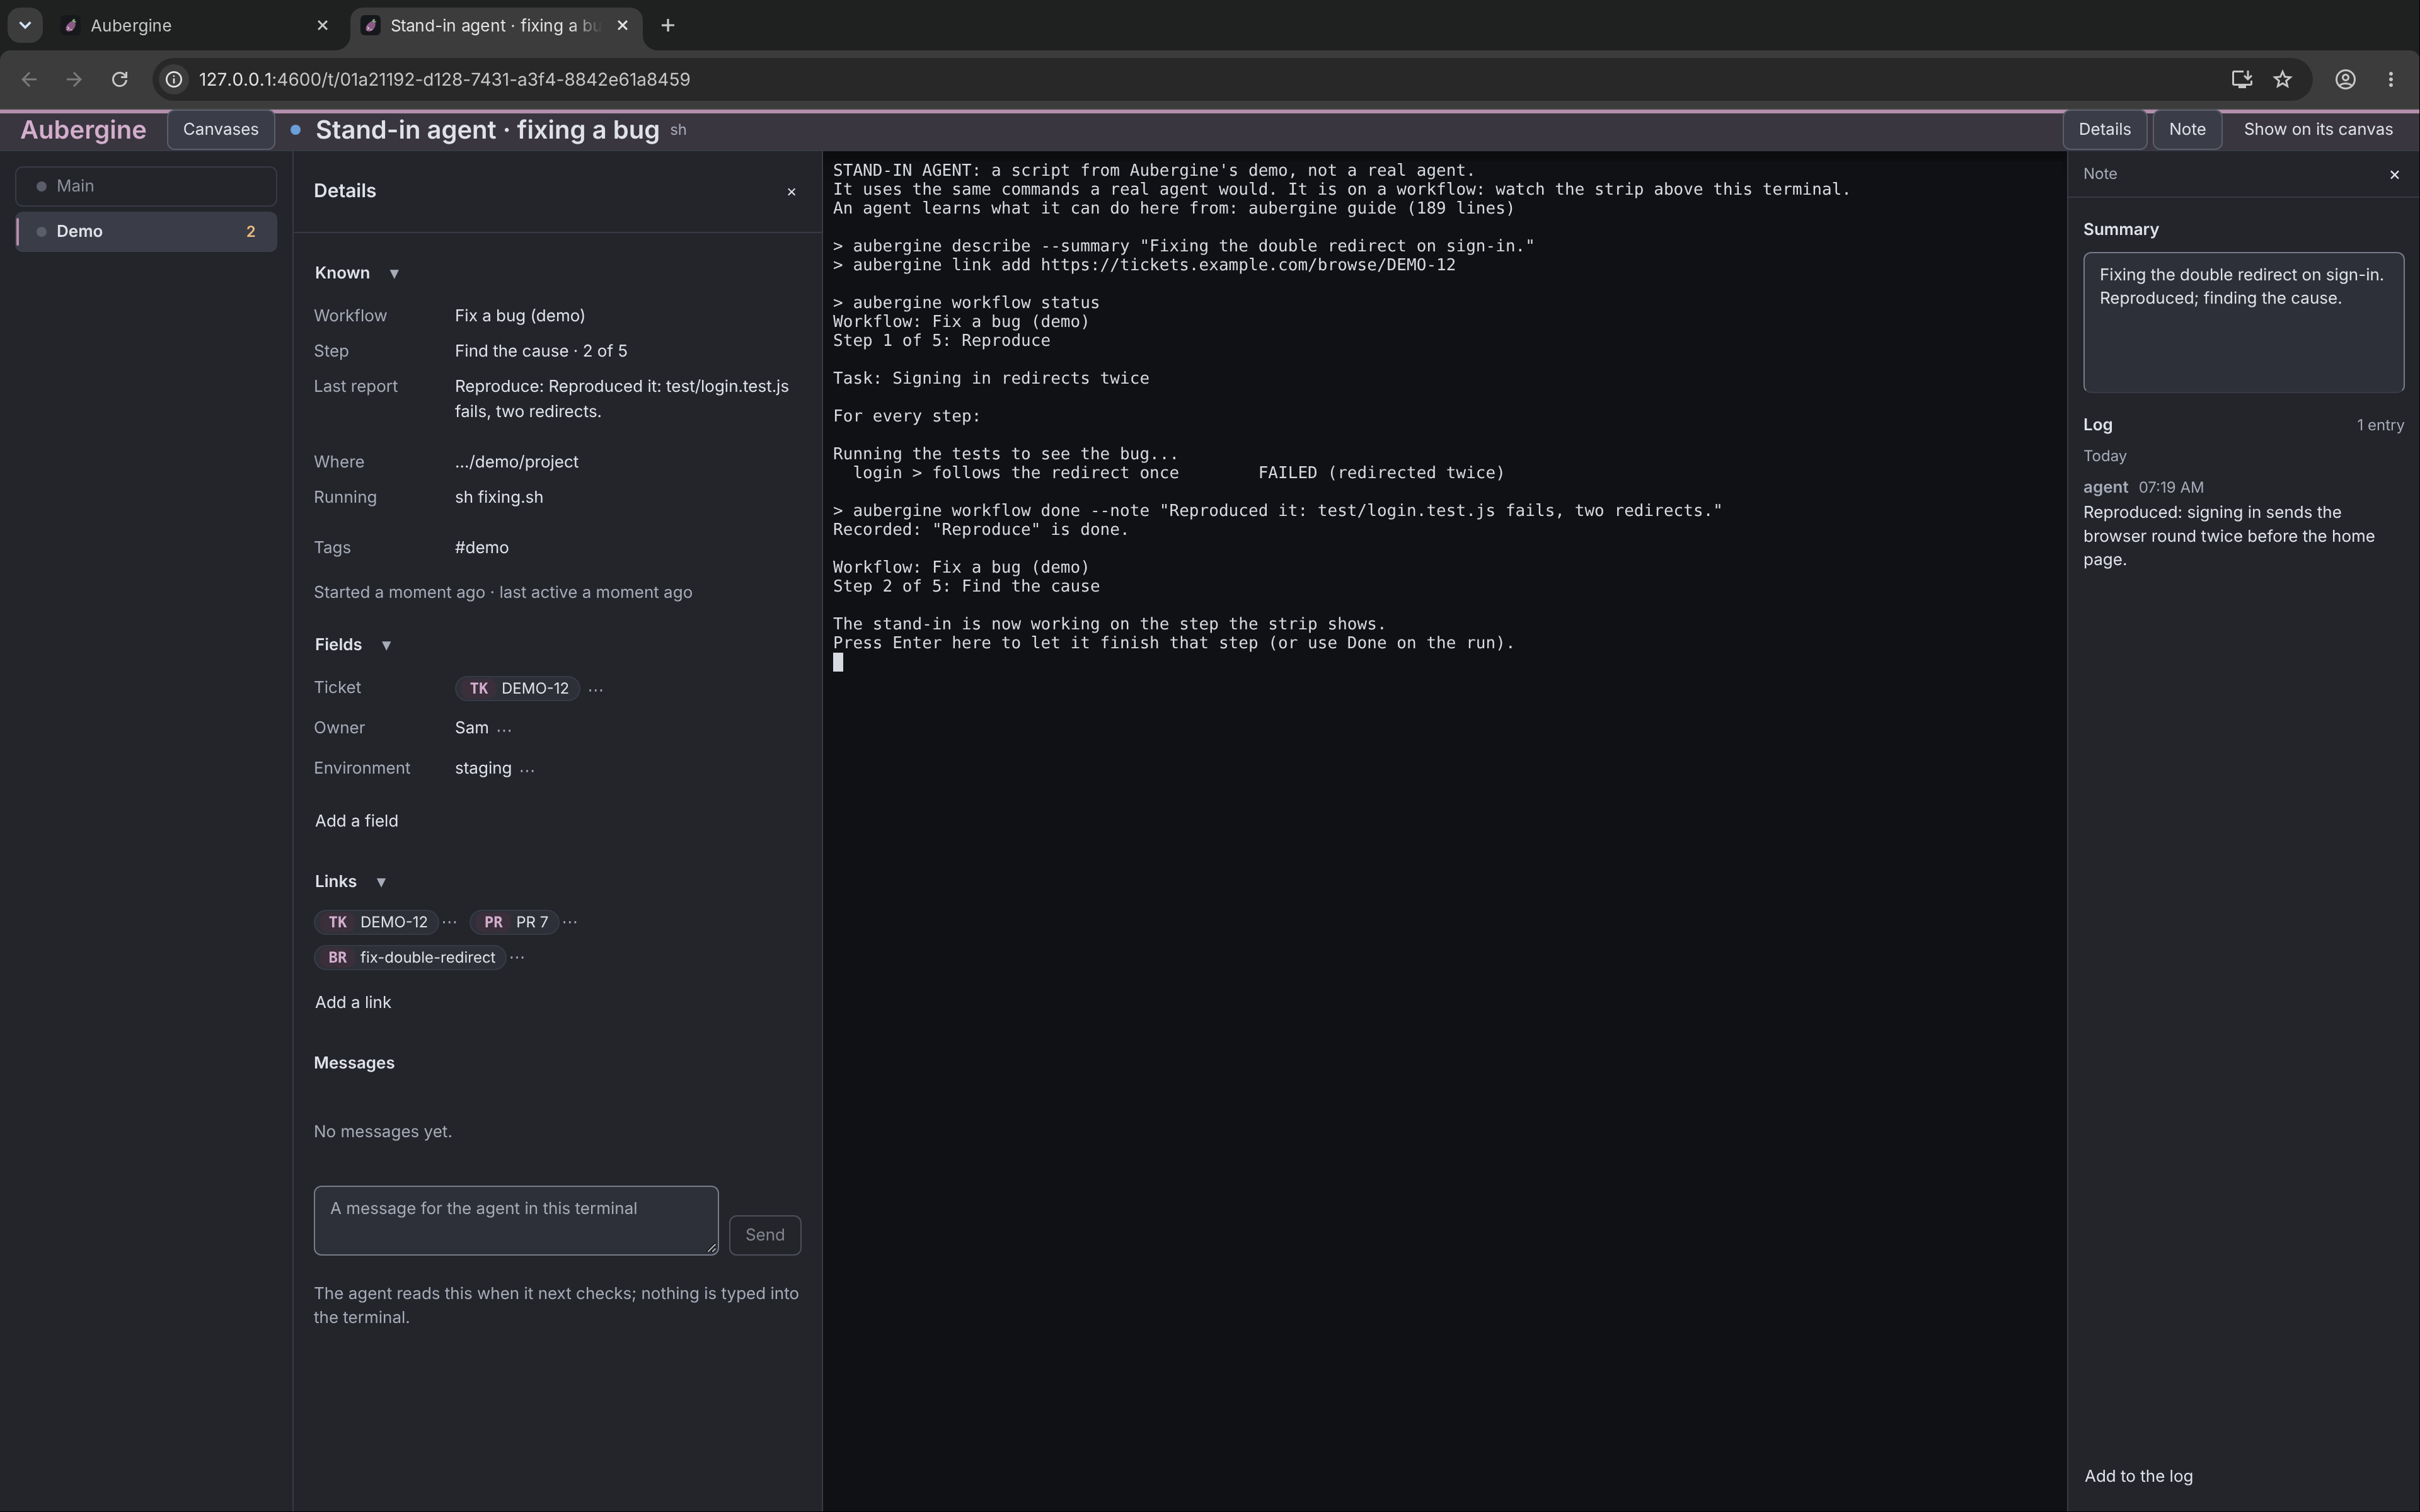 Aubergine
Stand-in agent · fixing a bu
127.0.0.1:4600/t/01a21192-d128-7431-a3f4-8842e61a8459
Aubergine
Canvases
Stand-in agent · fixing a bug sh
Details
Note
Show on its canvas
Main
Demo 2
Details
Known
Workflow Fix a bug (demo)
Step Find the cause · 2 of 5
Last report Reproduce: Reproduced it: test/login.test.js
fails, two redirects.
Where .../demo/project
Running sh fixing.sh
Tags #demo
Started a moment ago · last active a moment ago
Fields
Ticket TK DEMO-12 ...
Owner Sam ...
Environment staging ...
Add a field
Links
TK DEMO-12 ... PR PR 7 ...
BR fix-double-redirect ...
Add a link
Messages
No messages yet.
A message for the agent in this terminal
Send
The agent reads this when it next checks; nothing is typed into
the terminal.
STAND-IN AGENT: a script from Aubergine's demo, not a real agent.
It uses the same commands a real agent would. It is on a workflow: watch the strip above this terminal.
An agent learns what it can do here from: aubergine guide (189 lines)
> aubergine describe --summary "Fixing the double redirect on sign-in."
> aubergine link add https://tickets.example.com/browse/DEMO-12
> aubergine workflow status
Workflow: Fix a bug (demo)
Step 1 of 5: Reproduce
Task: Signing in redirects twice
For every step:
Running the tests to see the bug...
login > follows the redirect once FAILED (redirected twice)
> aubergine workflow done --note "Reproduced it: test/login.test.js fails, two redirects."
Recorded: "Reproduce" is done.
Workflow: Fix a bug (demo)
Step 2 of 5: Find the cause
The stand-in is now working on the step the strip shows.
Press Enter here to let it finish that step (or use Done on the run).
Note
Summary
Fixing the double redirect on sign-in.
Reproduced; finding the cause.
Log 1 entry
Today
agent 07:19 AM
Reproduced: signing in sends the
browser round twice before the home
page.
Add to the log